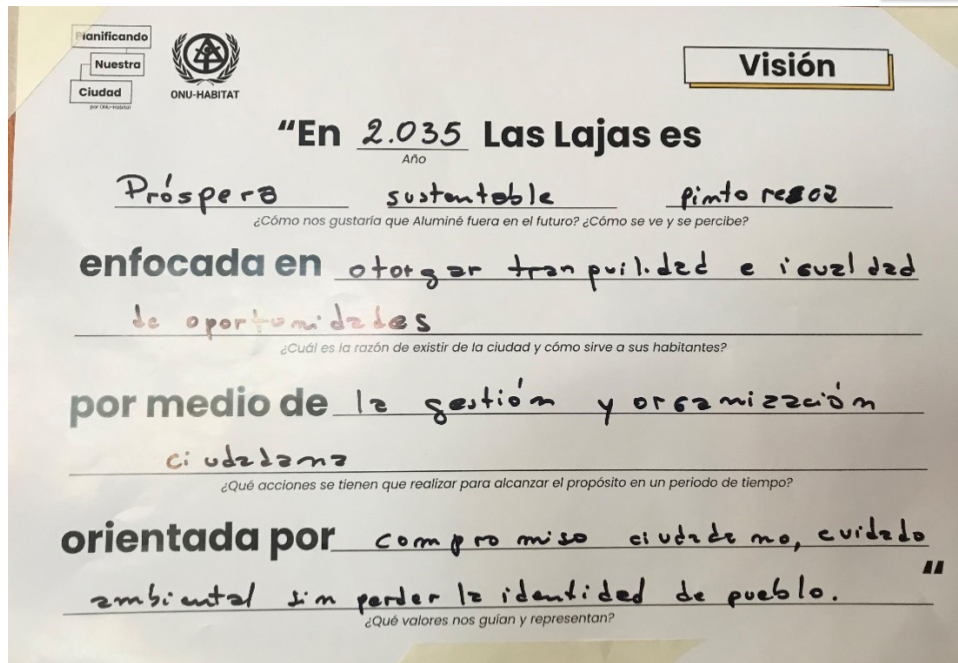 Planificando
Nuestra
Ciudad
por ONU-Habitat
ONU-HABITAT
Visión
"En 2.035 Las Lajas es
Año
Próspera sustentable pintoresca
¿Cómo nos gustaría que Aluminé fuera en el futuro? ¿Cómo se ve y se percibe?
enfocada en otorgar tranquilidad e igualdad
de oportunidades
¿Cuál es la razón de existir de la ciudad y cómo sirve a sus habitantes?
por medio de la gestión y organización
ciudadana
¿Qué acciones se tienen que realizar para alcanzar el propósito en un periodo de tiempo?
orientada por compromiso ciudadano, cuidado
ambiental sin perder la identidad de pueblo. "
¿Qué valores nos guían y representan?